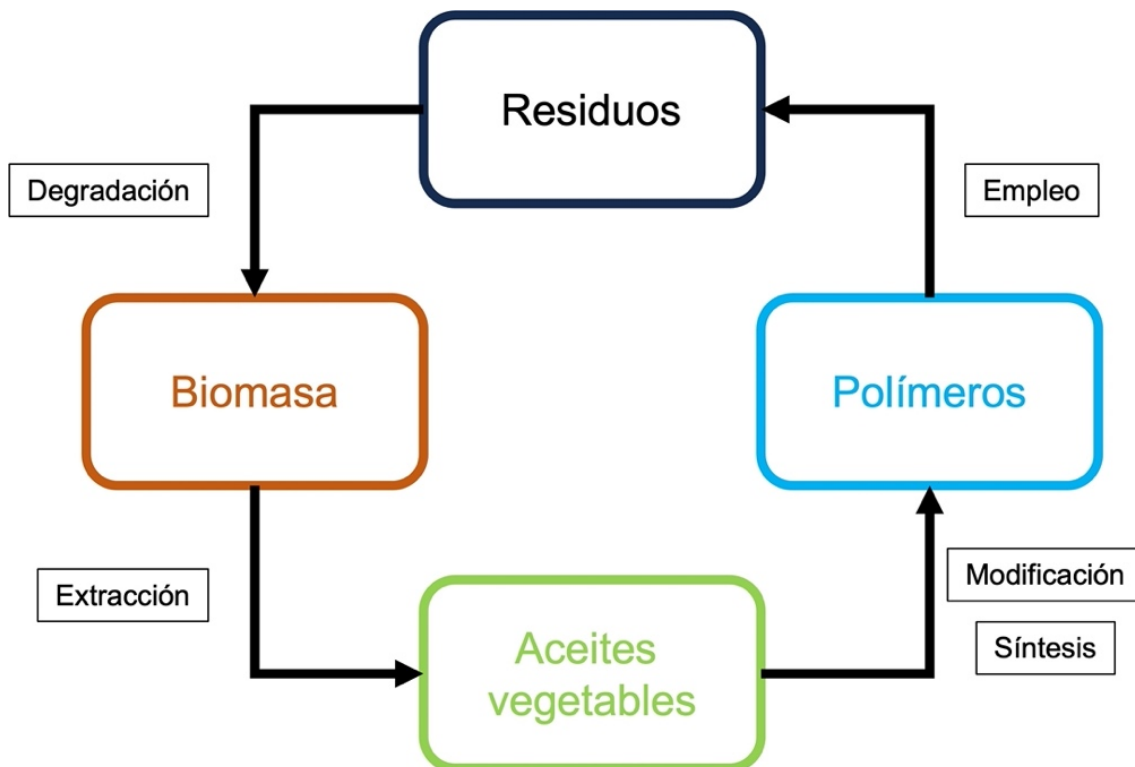 Residuos
Degradación
Empleo
Biomasa
Polímeros
Extracción
Aceites
vegetables
Modificación
Síntesis